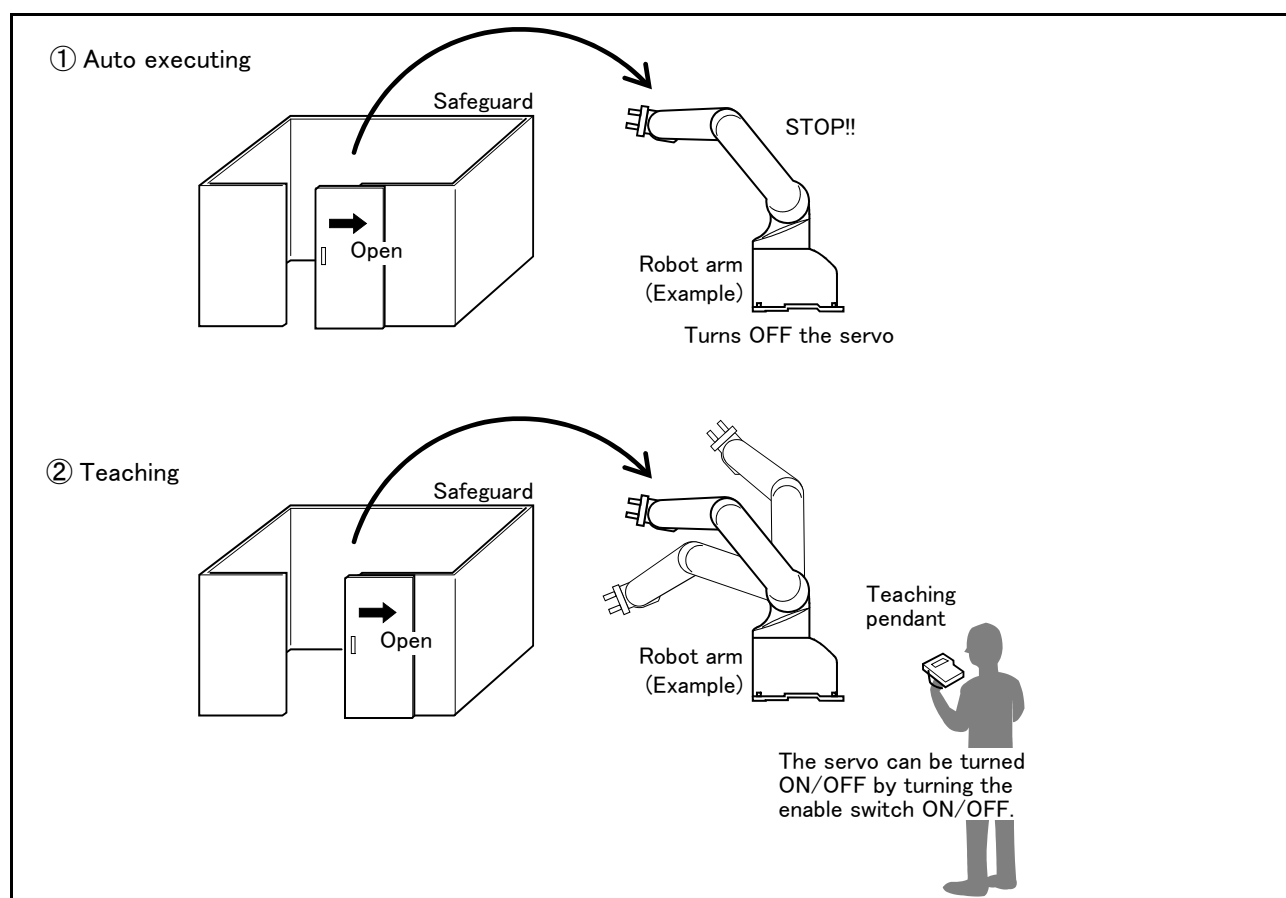 ① Auto executing
Safeguard
STOP!!
Open
Robot arm
(Example)
Turns OFF the servo
② Teaching
Safeguard
Open
Robot arm
(Example)
Teaching
pendant
The servo can be turned
ON/OFF by turning the
enable switch ON/OFF.